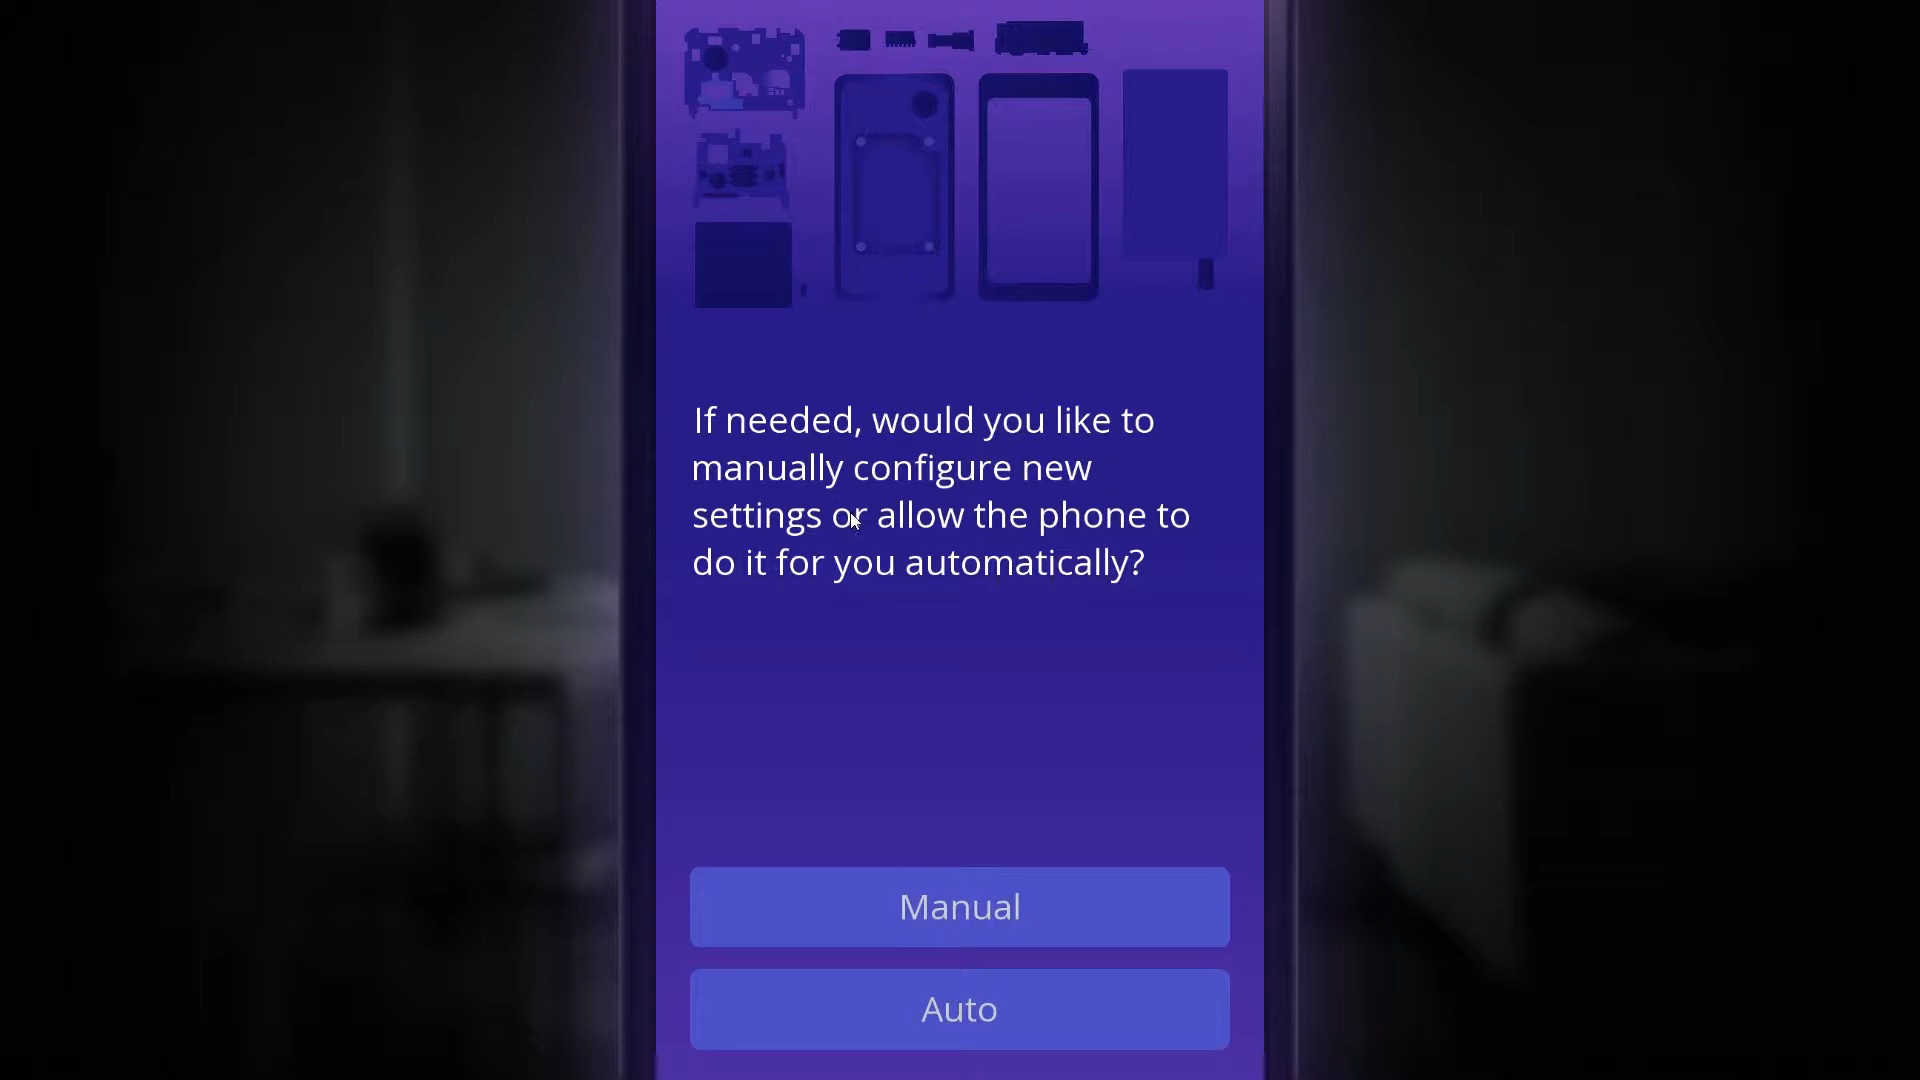 If needed, would you like to
manually configure new
settings or allow the phone to
do it for you automatically?
Manual
Auto